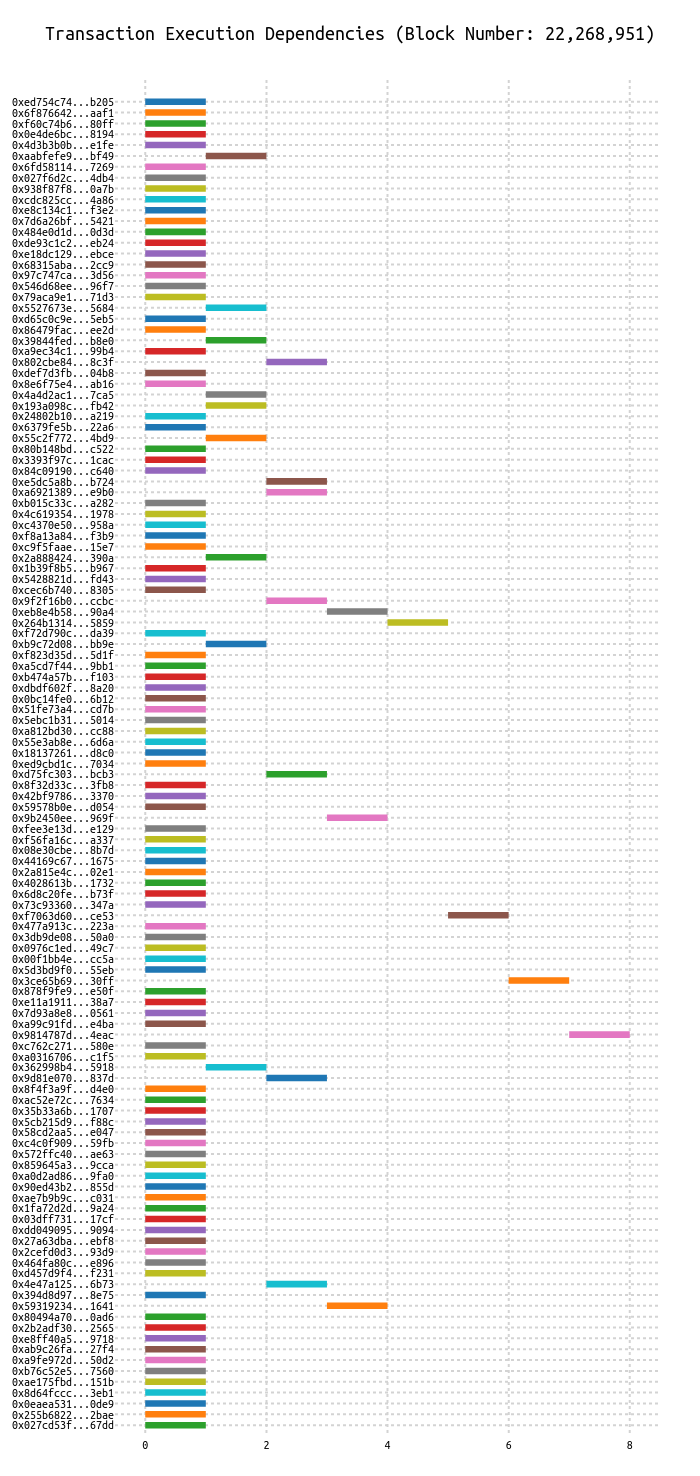 Transaction Execution Dependencies (Block Number: 22,268,951)
0xed754c74...b205
0x6f876642...aaf1
0xf60c74b6...80ff
0x0e4de6bc...8194
0x4d3b3b0b...e1fe
0xaabfefe9...bf49
0x6fd58114...7269
0x027f6d2c...4db4
0x938f87f8...0a7b
0xcdc825cc...4a86
0xe8c134c1...f3e2
0x7d6a26bf...5421
0x484e0d1d...0d3d
0xde93c1c2...eb24
0xe18dc129...ebce
0x68315aba...2cc9
0x97c747ca...3d56
0x546d68ee...96f7
0x79aca9e1...71d3
0x5527673e...5684
0xd65c0c9e...5eb5
0x86479fac...ee2d
0x39844fed...b8e0
0xa9ec34c1...99b4
0x802cbe84...8c3f
0xdef7d3fb...04b8
0x8e6f75e4...ab16
0x4a4d2ac1...7ca5
0x193a098c...fb42
0x24802b10...a219
0x6379fe5b...22a6
0x55c2f772...4bd9
0x80b148bd...c522
0x3393f97c...1cac
0x84c09190...c640
0xe5dc5a8b...b724
0xa6921389...e9b0
0xb015c33c...a282
0x4c619354...1978
0xc4370e50...958a
0xf8a13a84...f3b9
0xc9f5faae...15e7
0x2a888424...390a
0x1b39f8b5...b967
0x5428821d...fd43
0xcec6b740...8305
0x9f2f16b0...ccbc
0xeb8e4b58...90a4
0x264b1314...5859
0xf72d790c...da39
0xb9c72d08...bb9e
0xf823d35d...5d1f
0xa5cd7f44...9bb1
0xb474a57b...f103
0xdbdf602f...8a20
0x0bc14fe0...6b12
0x51fe73a4...cd7b
0x5ebc1b31...5014
0xa812bd30...cc88
0x55e3ab8e...6d6a
0x18137261...d8c0
0xed9cbd1c...7034
0xd75fc303...bcb3
0x8f32d33c...3fb8
0x42bf9786...3370
0x59578b0e...d054
0x9b2450ee...969f
0xfee3e13d...e129
0xf56fa16c...a337
0x08e30cbe...8b7d
0x44169c67...1675
0x2a815e4c...02e1
0x4028613b...1732
0x6d8c20fe...b73f
0x73c93360...347a
0xf7063d60...ce53
0x477a913c...223a
0x3db9de08...50a0
0x0976c1ed...49c7
0x00f1bb4e...cc5a
0x5d3bd9f0...55eb
0x3ce65b69...30ff
0x878f9fe9...e50f
0xe11a1911...38a7
0x7d93a8e8...0561
0xa99c91fd...e4ba
0x9814787d...4eac
0xc762c271...580e
0xa0316706...c1f5
0x362998b4...5918
0x9d81e070...837d
0x8f4f3a9f...d4e0
0xac52e72c...7634
0x35b33a6b...1707
0x5cb215d9...f88c
0x58cd2aa5...e047
0xc4c0f909...59fb
0x572ffc40...ae63
0x859645a3...9cca
0xa0d2ad86...9fa0
0x90ed43b2...855d
0xae7b9b9c...c031
0x1fa72d2d...9a24
0x03dff731...17cf
0xdd049095...9094
0x27a63dba...ebf8
0x2cefd0d3...93d9
0x464fa80c...e896
0xd457d9f4...f231
0x4e47a125...6b73
0x394d8d97...8e75
0x59319234...1641
0x80494a70...0ad6
0x2b2adf30...2565
0xe8ff40a5...9718
0xab9c26fa...27f4
0xa9fe972d...50d2
0xb76c52e5...7560
0xae175fbd...151b
0x8d64fccc...3eb1
0x0eaea531...0de9
0x255b6822...2bae
0x027cd53f...67dd
0 2 4 6 8